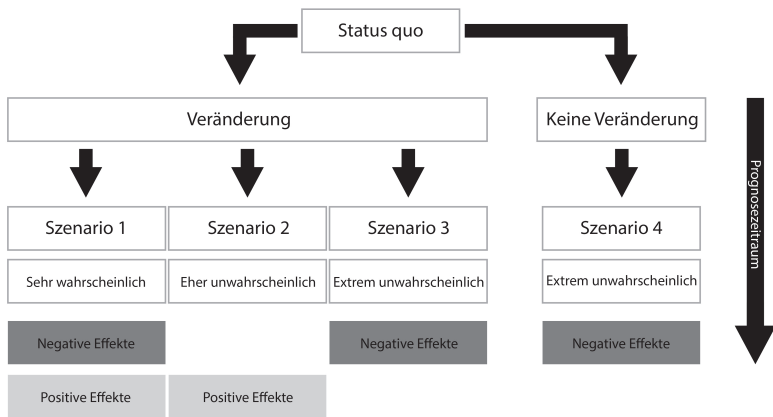 Status quo
Veränderung
Keine Veränderung
Szenario 1
Szenario 2
Szenario 3
Szenario 4
Sehr wahrscheinlich
Eher unwahrscheinlich
Extrem unwahrscheinlich
Extrem unwahrscheinlich
Negative Effekte
Negative Effekte
Negative Effekte
Positive Effekte
Positive Effekte
Prognosezeitraum